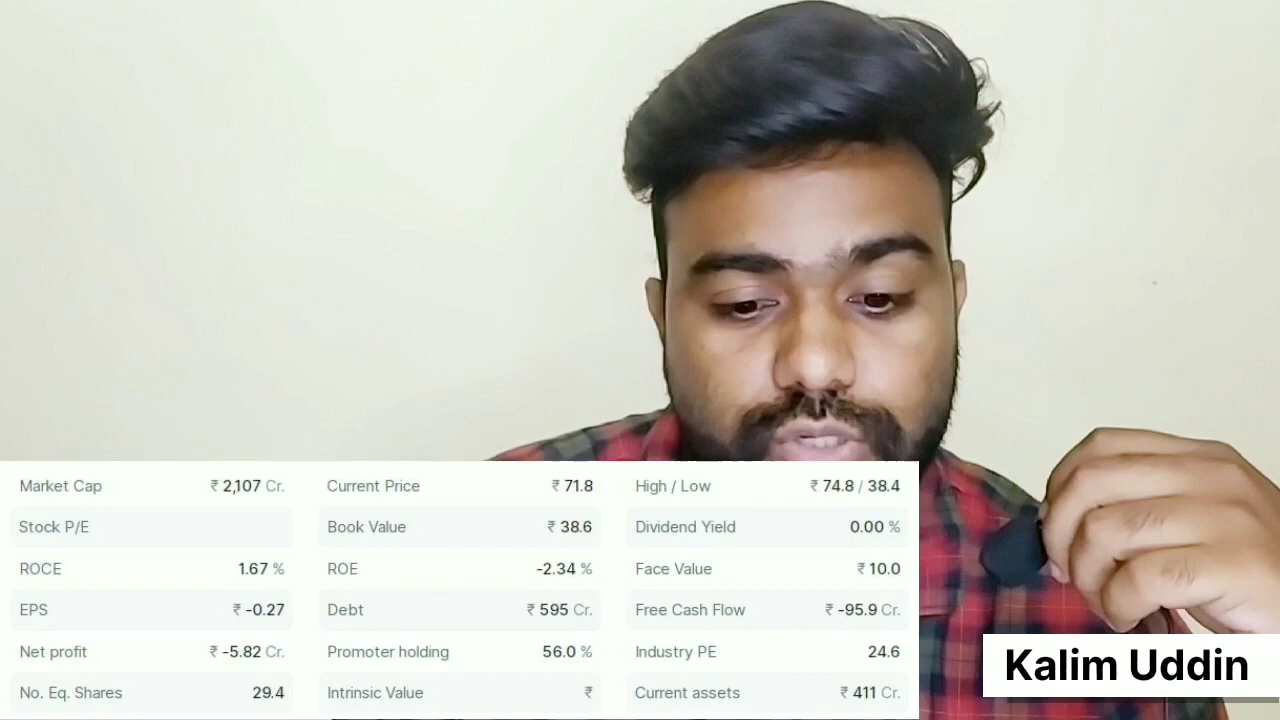 Market Cap ₹ 2,107 Cr. Current Price ₹ 71.8 High / Low ₹ 74.8 / 38.4
Stock P/E Book Value ₹ 38.6 Dividend Yield 0.00 %
ROCE 1.67 % ROE -2.34 % Face Value ₹ 10.0
EPS ₹ -0.27 Debt ₹ 595 Cr. Free Cash Flow ₹ -95.9 Cr.
Net profit ₹ -5.82 Cr. Promoter holding 56.0 % Industry PE 24.6
No. Eq. Shares 29.4 Intrinsic Value ₹ Current assets ₹ 411 Cr.
Kalim Uddin